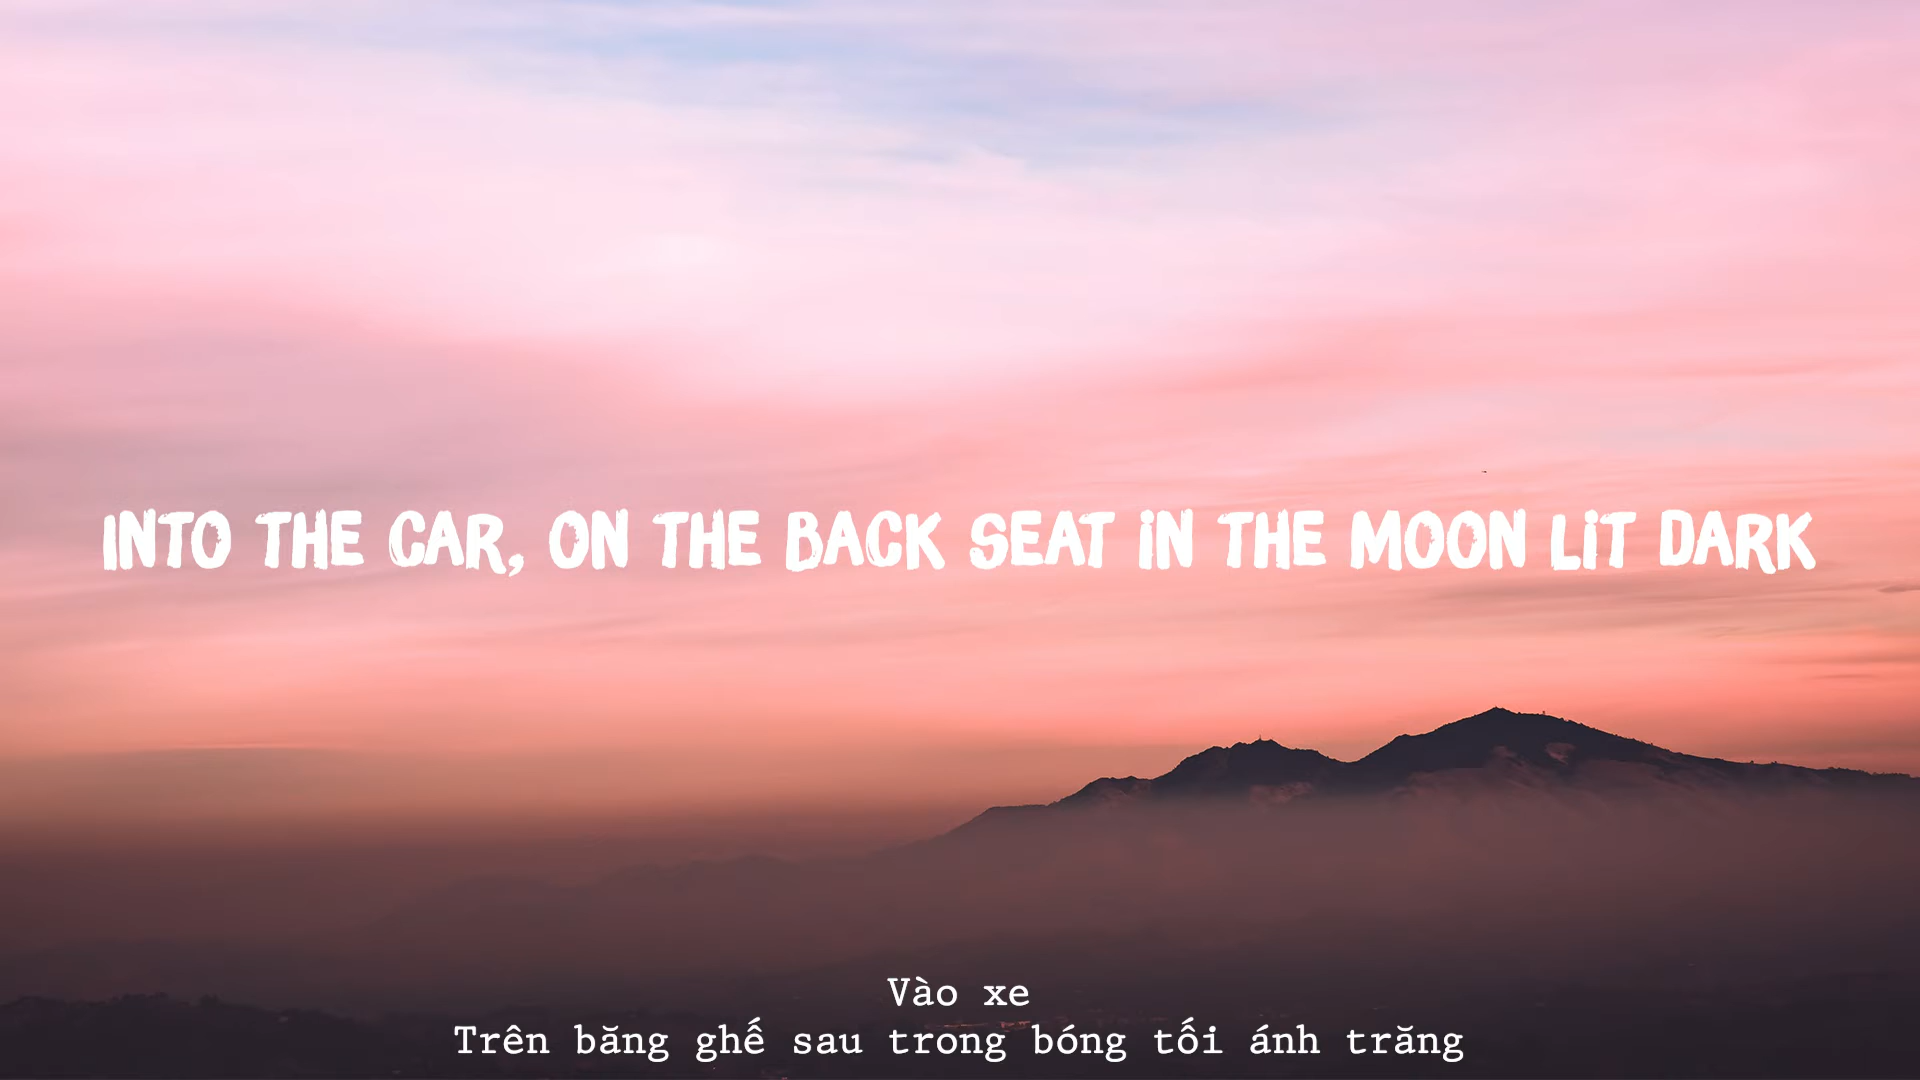 INTO THE CAR, ON THE BACK SEAT IN THE MOON LIT DARK
Vào xe
Trên băng ghế sau trong bóng tối ánh trăng